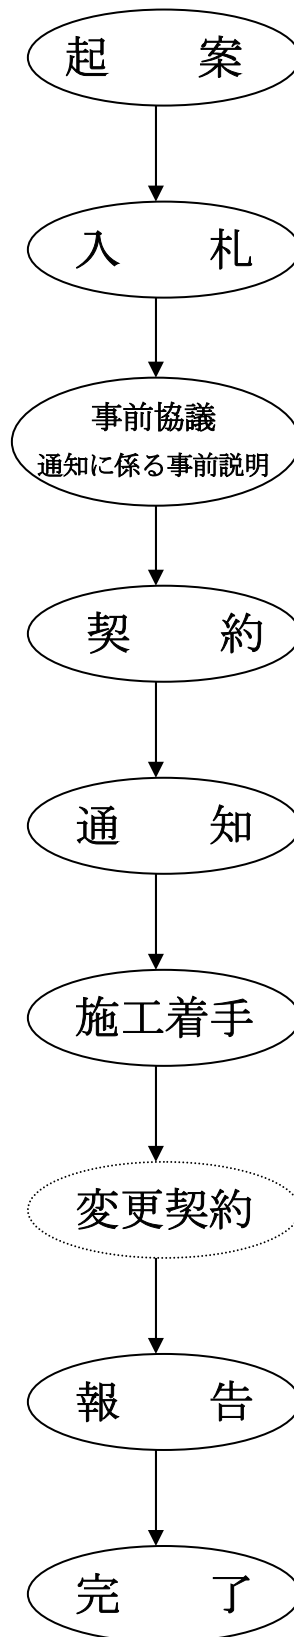 起　案
入　札
事前協議
通知に係る事前説明
契　約
通　知
施工着手
変更契約
報　告
完　了